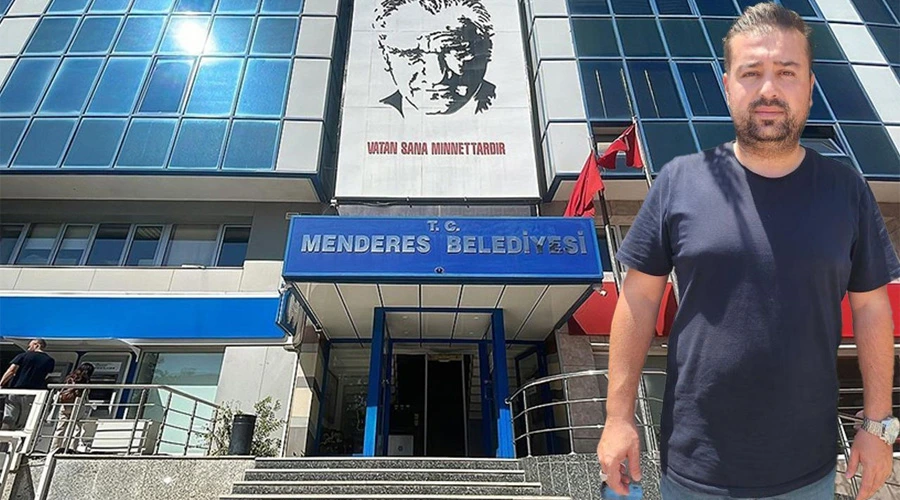 VATAN SANA MİNNETTARDIR
T.C.
MENDERES BELEDİYESİ